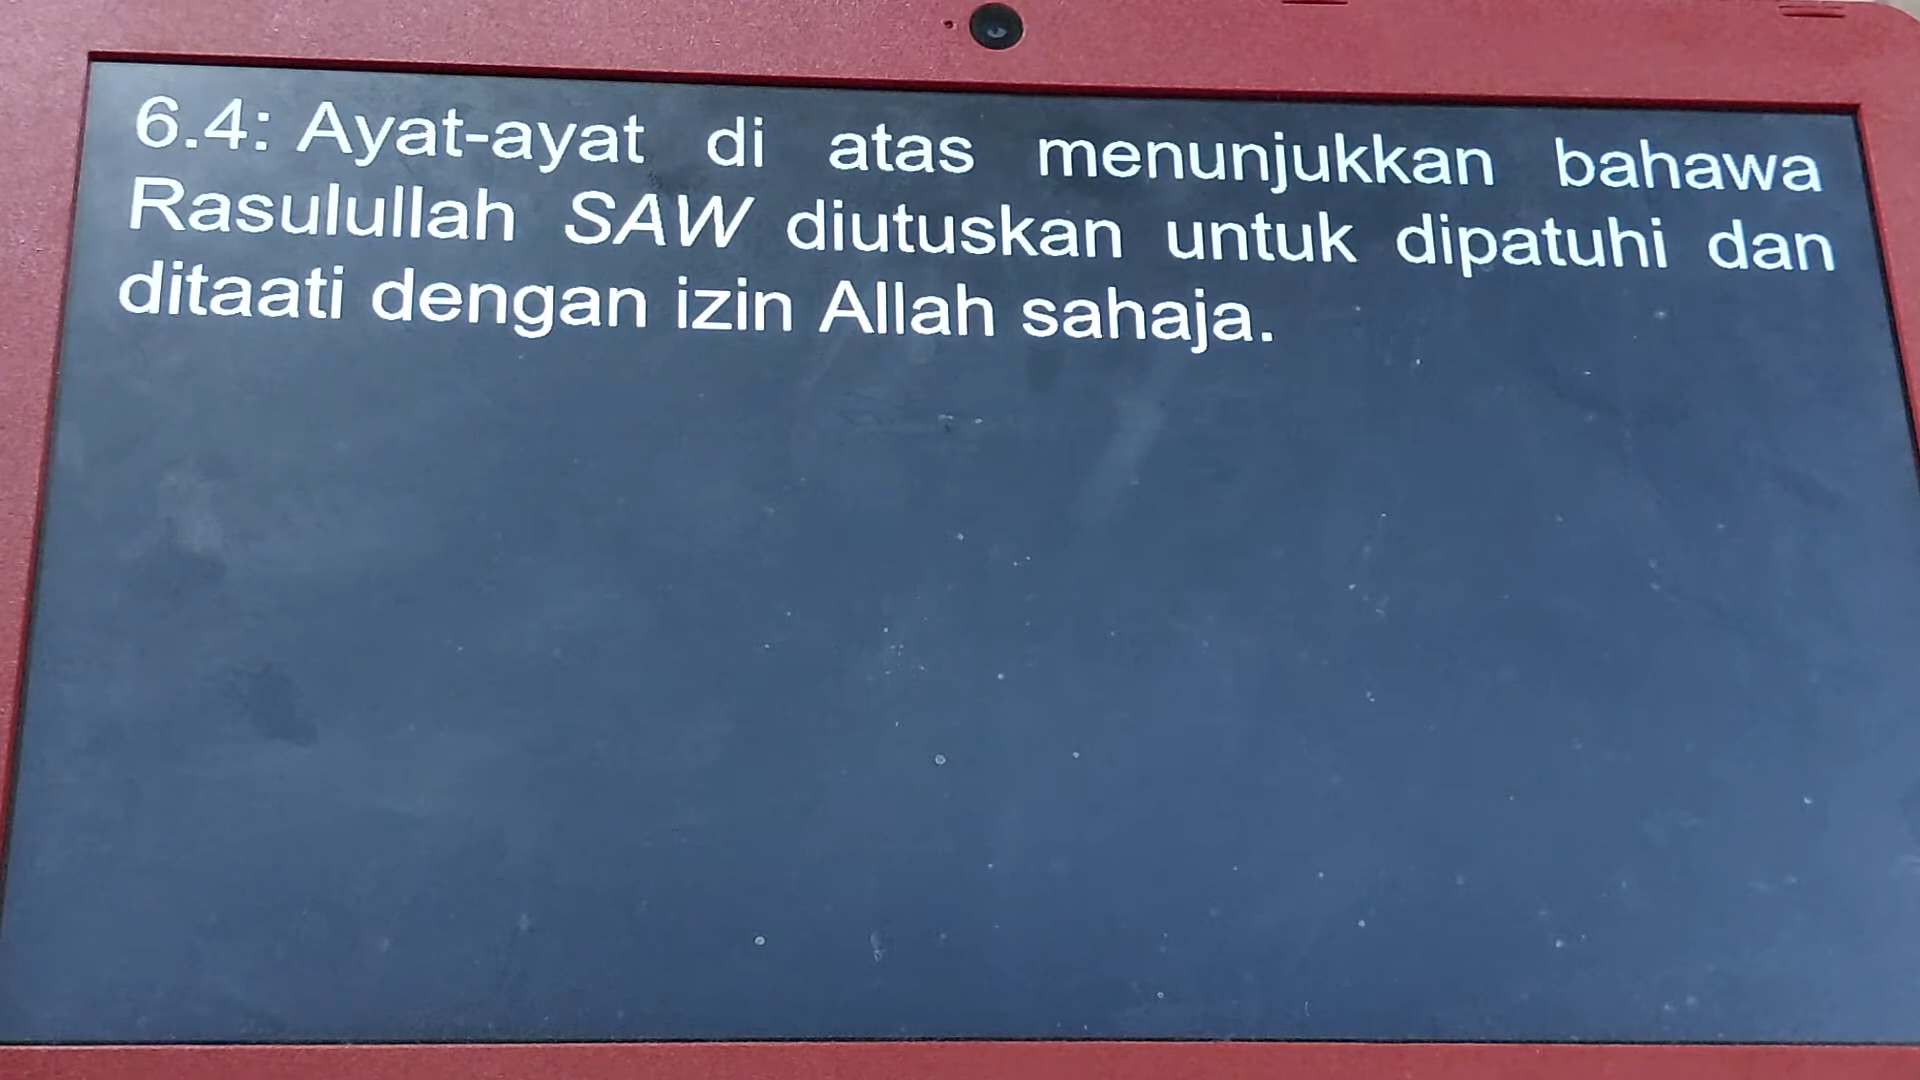 6.4: Ayat-ayat di atas menunjukkan bahawa
Rasulullah SAW diutuskan untuk dipatuhi dan
ditaati dengan izin Allah sahaja.